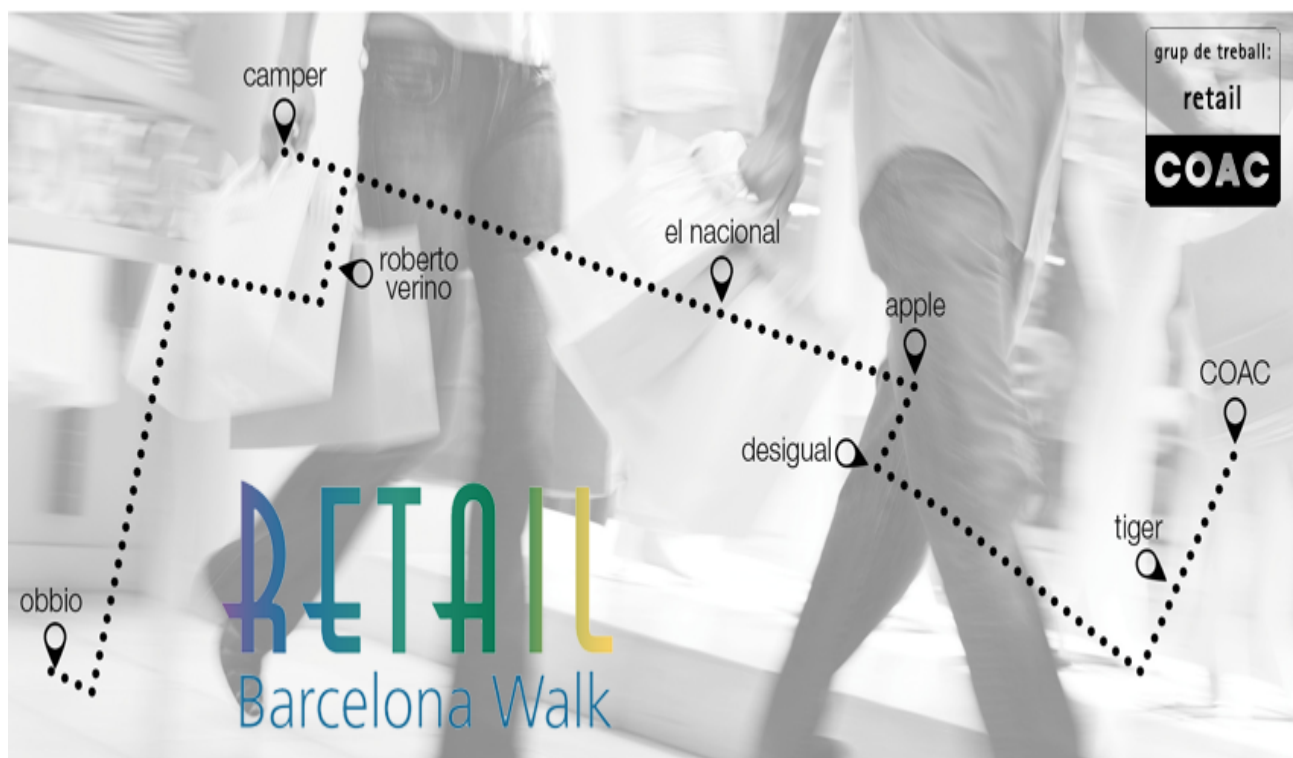 grup de treball:
retail
COAC
camper
el nacional
roberto
verino
apple
COAC
desigual
tiger
obbio
RETAIL
Barcelona Walk